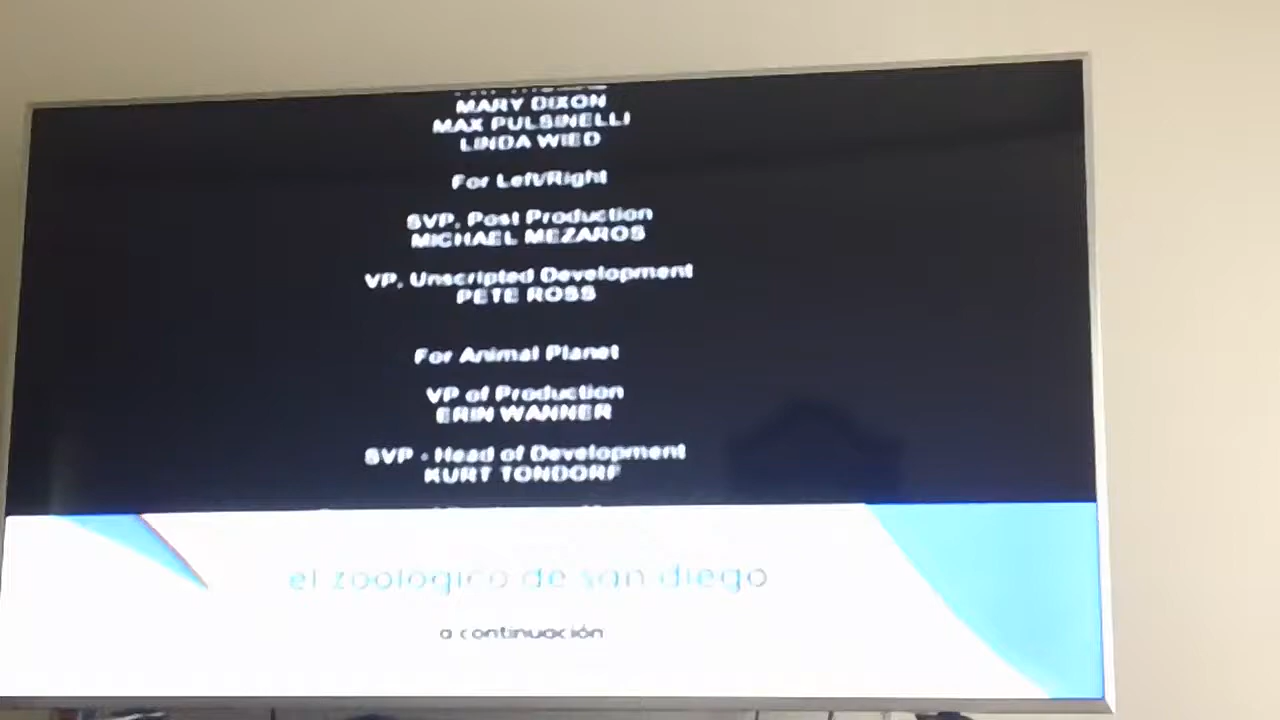 MARY DIXON
MAX PULSINELLI
LINDA WIED
For Left/Right
SVP, Post Production
MICHAEL MEZAROS
VP, Unscripted Development
PETE ROSS
For Animal Planet
VP of Production
ERIN WANNER
SVP - Head of Development
KURT TONDORF
el zoológico de san diego
a continuación